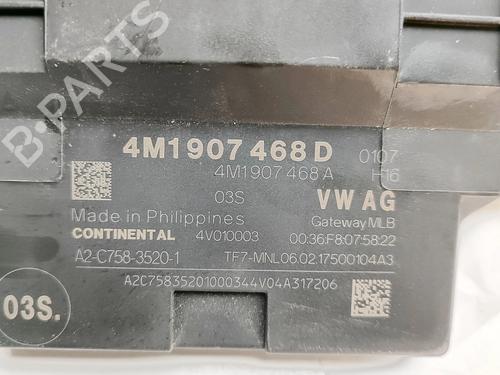 B-PARTS
4M1907468D 0107
4M1907468A H16
03S VW AG
Made in Philippines Gateway MLB
CONTINENTAL 4V010003 00:36:F8:07:58:22
A2-C758-3520-1 TF7-MNL06.02.17500104A3
A2C75835201000344V04A317206
03S.